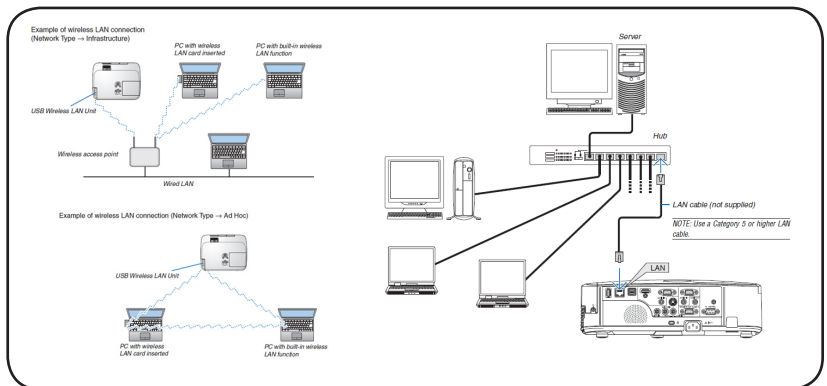 Example of wireless LAN connection
(Network Type → Infrastructure)
PC with wireless
LAN card inserted
PC with built-in wireless
LAN function
USB Wireless LAN Unit
Wireless access point
Wired LAN
Example of wireless LAN connection (Network Type → Ad Hoc)
USB Wireless LAN Unit
PC with wireless
LAN card inserted
PC with built-in wireless
LAN function
Server
Hub
LAN cable (not supplied)
NOTE: Use a Category 5 or higher LAN
cable.
LAN